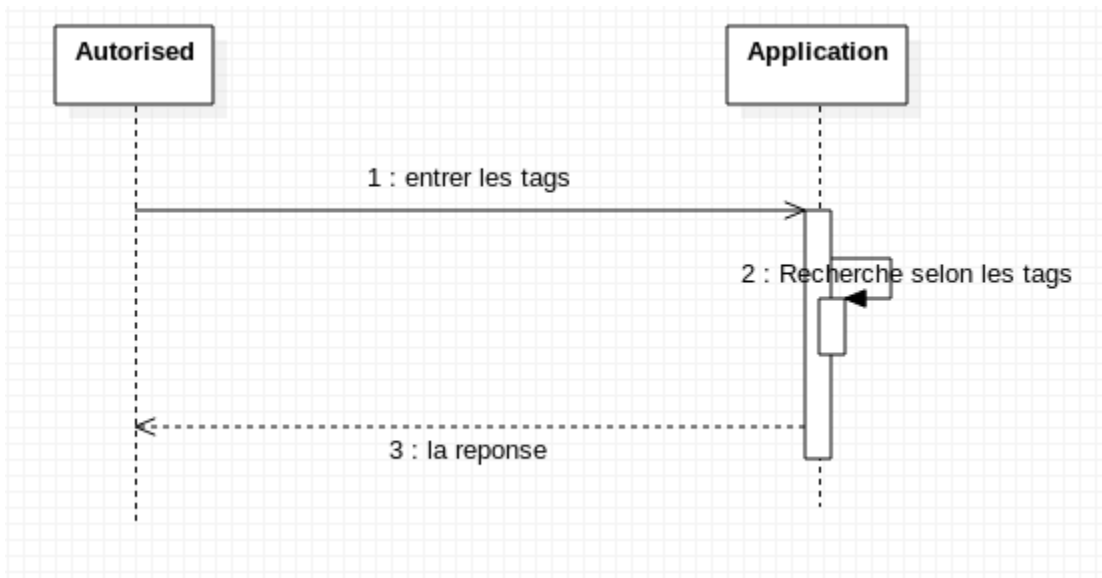 Autorised
Application
1 : entrer les tags
2 : Recherche selon les tags
3 : la reponse